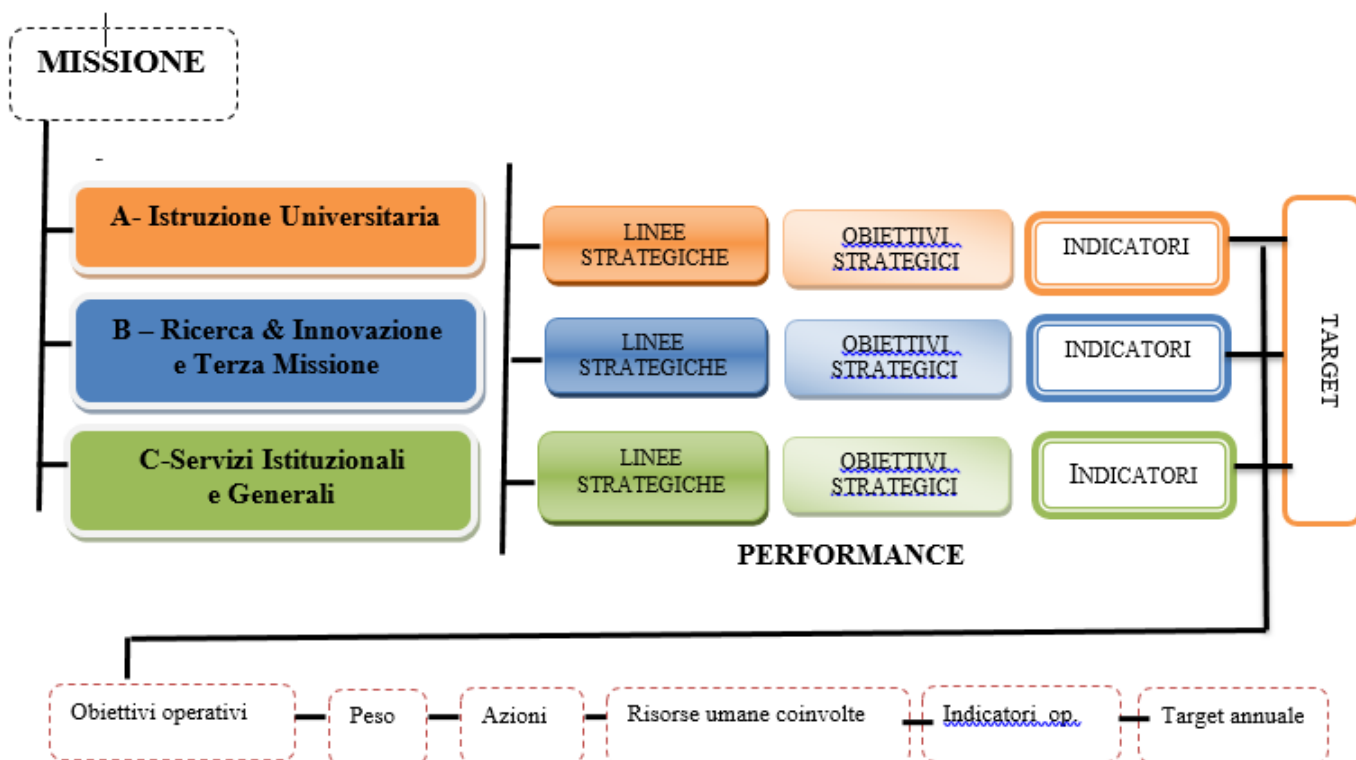 MISSIONE
A- Istruzione Universitaria
LINEE
STRATEGICHE
OBIETTIVI
STRATEGICI
INDICATORI
B – Ricerca & Innovazione
e Terza Missione
LINEE
STRATEGICHE
OBIETTIVI
STRATEGICI
INDICATORI
C-Servizi Istituzionali
e Generali
LINEE
STRATEGICHE
OBIETTIVI
STRATEGICI
INDICATORI
TARGET
PERFORMANCE
Obiettivi operativi
Peso
Azioni
Risorse umane coinvolte
Indicatori op.
Target annuale